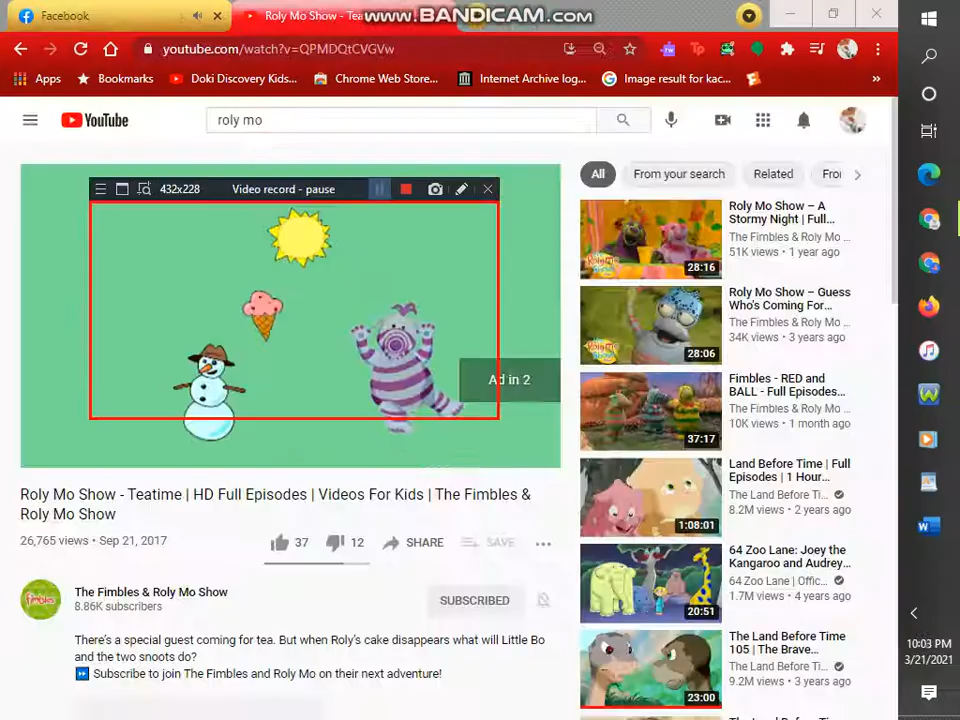 Facebook
Roly Mo Show - Tea
www.BANDICAM.com
youtube.com/watch?v=QPMDQtCVGVw
Apps
Bookmarks
Doki Discovery Kid...
Chrome Web Store...
Internet Archive log...
Image result for kac...
»
YouTube
roly mo
432x228
Video record - pause
Ad in 2
All
From your search
Related
Fro
Roly Mo Show – A
Stormy Night | Full...
The Fimbles & Roly Mo ...
51K views • 1 year ago
28:16
Roly Mo Show – Guess
Who's Coming For...
The Fimbles & Roly Mo ...
34K views • 3 years ago
28:06
Fimbles - RED and
BALL - Full Episodes...
The Fimbles & Roly Mo ...
10K views • 1 month ago
37:17
Land Before Time | Full
Episodes | 1 Hour...
The Land Before Ti...
8.2M views • 2 years ago
1:08:01
64 Zoo Lane: Joey the
Kangaroo and Audrey...
64 Zoo Lane | Offic...
1.7M views • 4 years ago
20:51
The Land Before Time
105 | The Brave...
The Land Before Ti...
9.2M views • 3 years ago
23:00
Roly Mo Show - Teatime | HD Full Episodes | Videos For Kids | The Fimbles &
Roly Mo Show
26,765 views • Sep 21, 2017
37
12
SHARE
SAVE
fimbles
The Fimbles & Roly Mo Show
8.86K subscribers
SUBSCRIBED
There's a special guest coming for tea. But when Roly's cake disappears what will Little Bo
and the two snoots do?
Subscribe to join The Fimbles and Roly Mo on their next adventure!
10:03 PM
3/21/2021